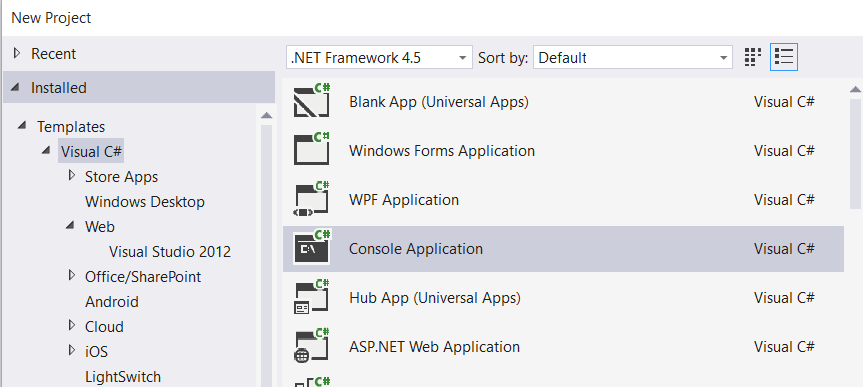 New Project
Recent
Installed
Templates
Visual C#
Store Apps
Windows Desktop
Web
Visual Studio 2012
Office/SharePoint
Android
Cloud
iOS
LightSwitch
.NET Framework 4.5 Sort by: Default
C# Blank App (Universal Apps) Visual C#
C# Windows Forms Application Visual C#
C# WPF Application Visual C#
C# C:\ Console Application Visual C#
C# Hub App (Universal Apps) Visual C#
C# ASP.NET Web Application Visual C#
C#